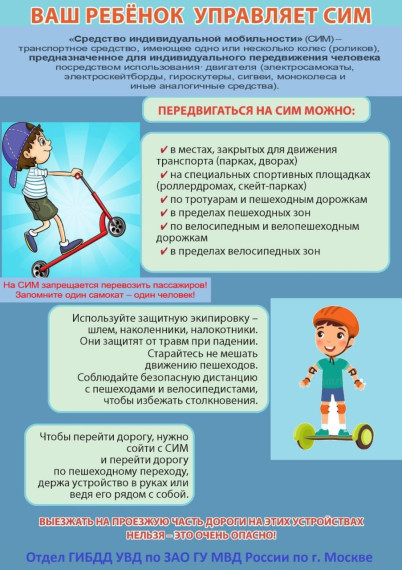 ВАШ РЕБЁНОК УПРАВЛЯЕТ СИМ
«Средство индивидуальной мобильности» (СИМ) –
транспортное средство, имеющее одно или несколько колес (роликов),
предназначенное для индивидуального передвижения человека
посредством использования двигателя (электросамокаты,
электроскейтборды, гироскутеры, сигвеи, моноколеса и
иные аналогичные средства).
ПЕРЕДВИГАТЬСЯ НА СИМ МОЖНО:
✓ в местах, закрытых для движения
транспорта (парках, дворах)
✓ на специальных спортивных площадках
(роллердромах, скейт-парках)
✓ по тротуарам и пешеходным дорожкам
✓ в пределах пешеходных зон
✓ по велосипедным и велопешеходным
дорожкам
✓ в пределах велосипедных зон
На СИМ запрещается перевозить пассажиров!
Запомните один самокат – один человек!
Используйте защитную экипировку –
шлем, наколенники, налокотники.
Они защитят от травм при падении.
Старайтесь не мешать
движению пешеходов.
Соблюдайте безопасную дистанцию
с пешеходами и велосипедистами,
чтобы избежать столкновения.
Чтобы перейти дорогу, нужно
сойти с СИМ
и перейти дорогу
по пешеходному переходу,
держа устройство в руках или
ведя его рядом с собой.
ВЫЕЗЖАТЬ НА ПРОЕЗЖУЮ ЧАСТЬ ДОРОГИ НА ЭТИХ УСТРОЙСТВАХ
НЕЛЬЗЯ – ЭТО ОЧЕНЬ ОПАСНО!
Отдел ГИБДД УВД по ЗАО ГУ МВД России по г. Москве